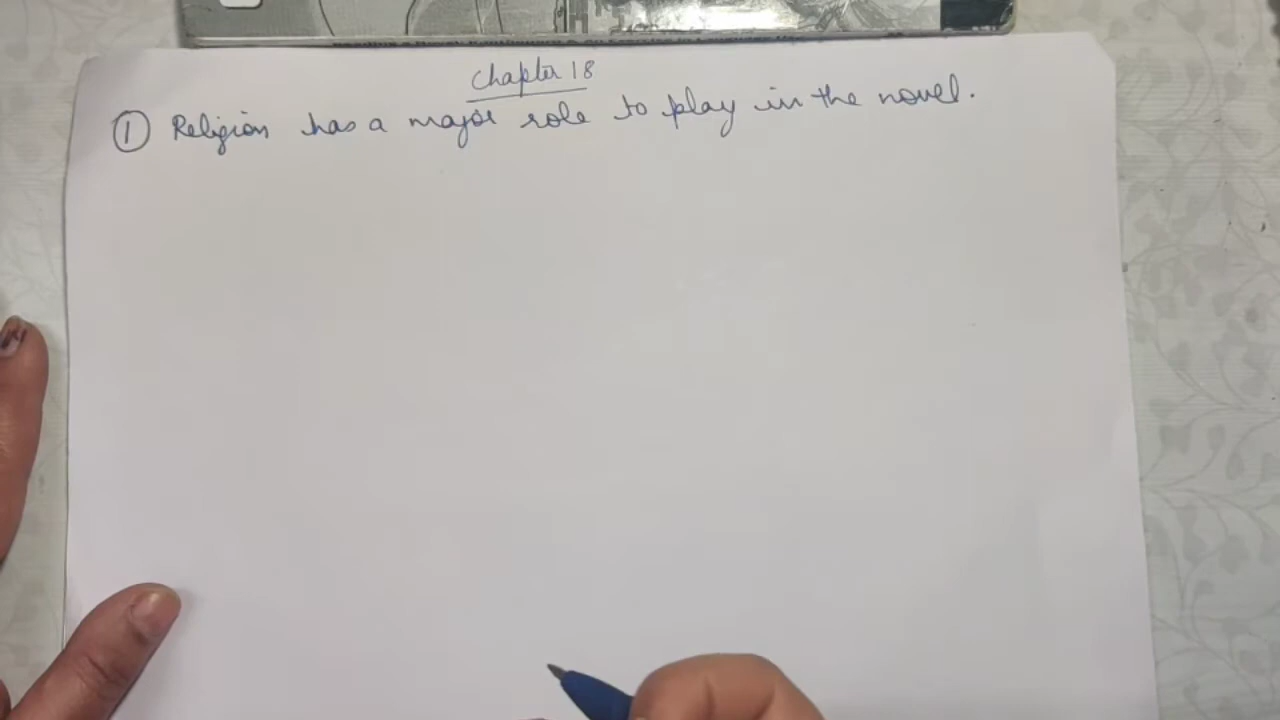 Chapter 18
① Religion has a major role to play in the novel.